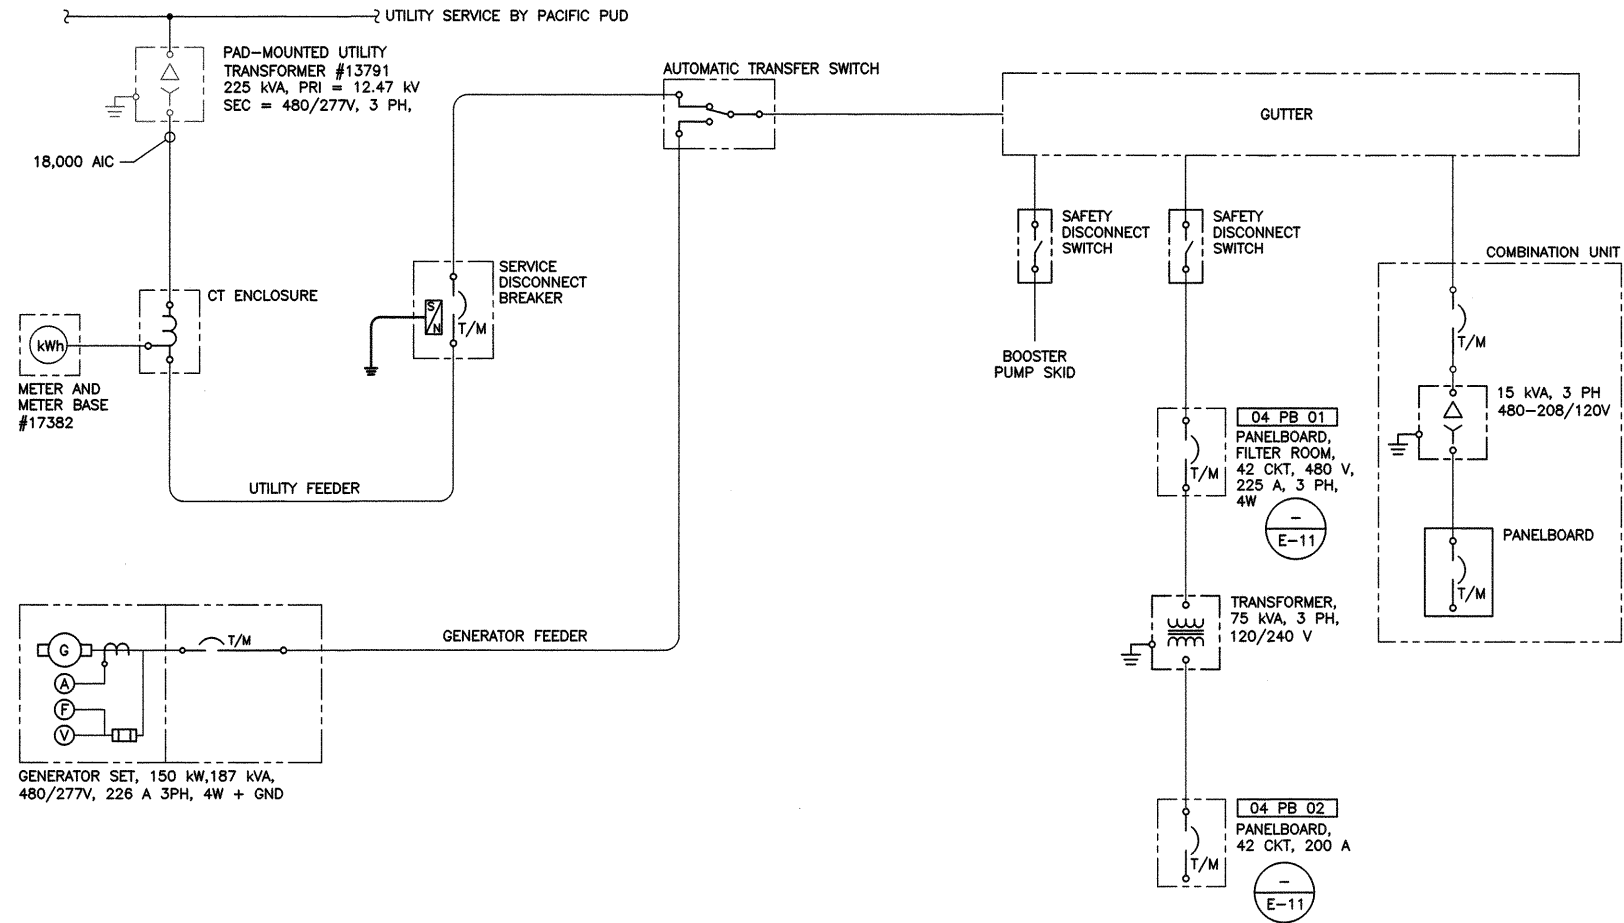 UTILITY SERVICE BY PACIFIC PUD
PAD-MOUNTED UTILITY
TRANSFORMER #13791
225 kVA, PRI = 12.47 kV
SEC = 480/277V, 3 PH,
18,000 AIC
AUTOMATIC TRANSFER SWITCH
GUTTER
SAFETY
DISCONNECT
SWITCH
SAFETY
DISCONNECT
SWITCH
COMBINATION UNIT
CT ENCLOSURE
SERVICE
DISCONNECT
BREAKER
S/N
T/M
kWh
METER AND
METER BASE
#17382
UTILITY FEEDER
BOOSTER
PUMP SKID
T/M
15 kVA, 3 PH
480-208/120V
04 PB 01
PANELBOARD,
FILTER ROOM,
42 CKT, 480 V,
225 A, 3 PH,
4W
T/M
-
E-11
PANELBOARD
T/M
TRANSFORMER,
75 kVA, 3 PH,
120/240 V
GENERATOR FEEDER
G
T/M
A
F
V
GENERATOR SET, 150 kW,187 kVA,
480/277V, 226 A 3PH, 4W + GND
04 PB 02
PANELBOARD,
42 CKT, 200 A
T/M
-
E-11